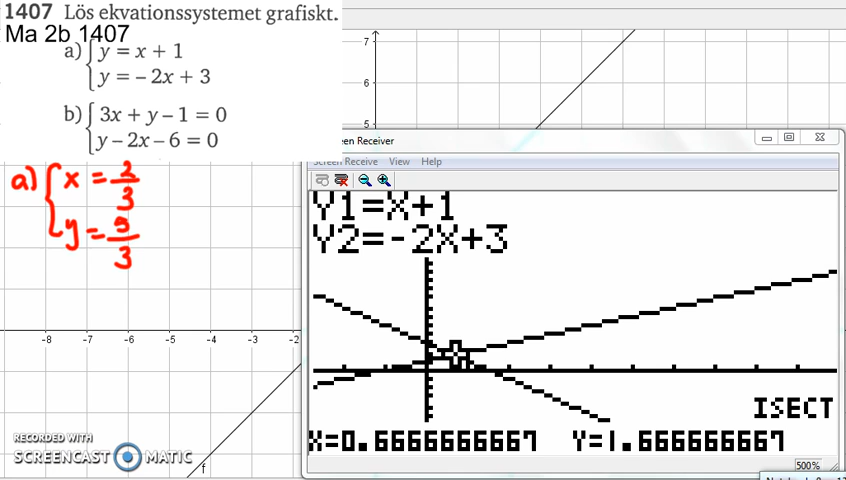 1407 Lös ekvationssystemet grafiskt.
Ma 2b 1407
a) { y = x + 1
y = – 2x + 3
b) { 3x + y – 1 = 0
y – 2x – 6 = 0
a) { x = 2/3
y = 5/3
7
6
5
-8 -7 -6 -5 -4 -3 -2
f
een Receiver
Screen Receive View Help
Y1=X+1
Y2=-2X+3
ISECT
X=0.6666666667 Y=1.666666667
500%
RECORDED WITH
SCREENCAST MATIC